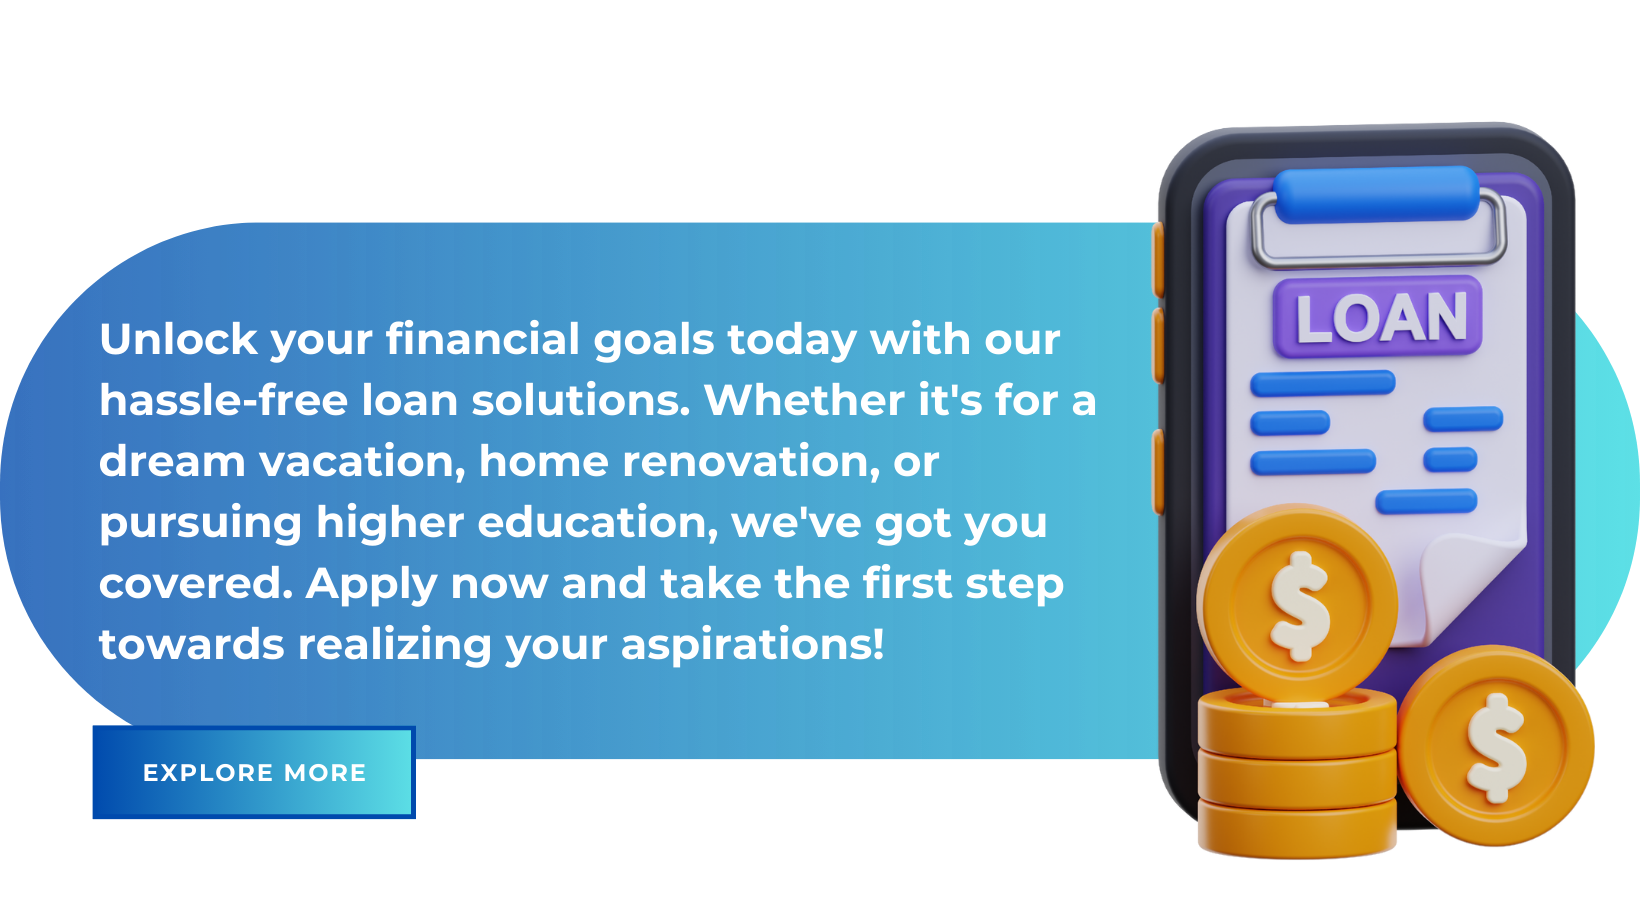 Unlock your financial goals today with our
hassle-free loan solutions. Whether it's for a
dream vacation, home renovation, or
pursuing higher education, we've got you
covered. Apply now and take the first step
towards realizing your aspirations!
EXPLORE MORE
LOAN
$
$